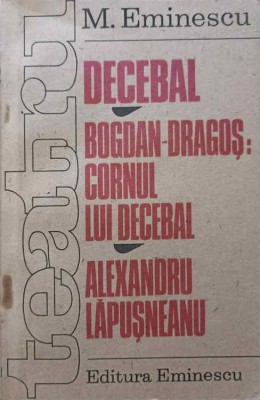 teatru
M. Eminescu
DECEBAL
BOGDAN-DRAGOŞ:
CORNUL
LUI DECEBAL
ALEXANDRU
LĂPUŞNEANU
Editura Eminescu